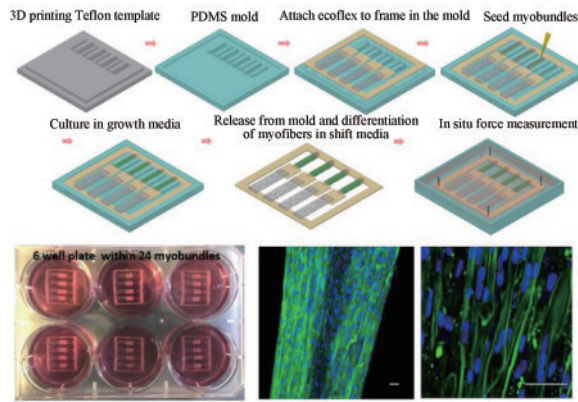 3D printing Teflon template
PDMS mold
Attach ecoflex to frame in the mold
Seed myobundles
Culture in growth media
Release from mold and differentiation
of myofibers in shift media
In situ force measurement
6 well plate within 24 myobundles